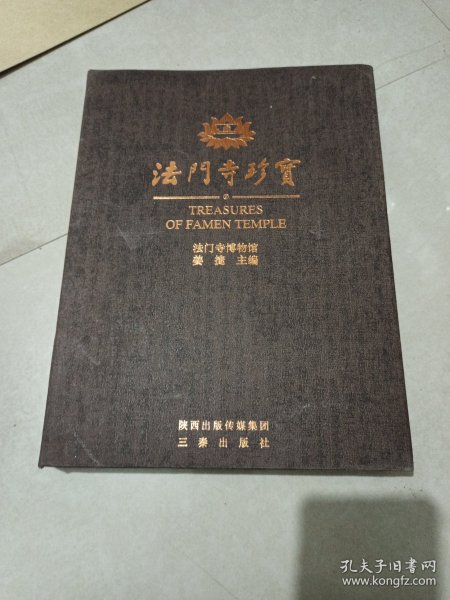 法門寺珍寶
TREASURES
OF FAMEN TEMPLE
法门寺博物馆
姜捷 主编
陕西出版传媒集团
三秦出版社
孔夫子旧书网
www.kongfz.com